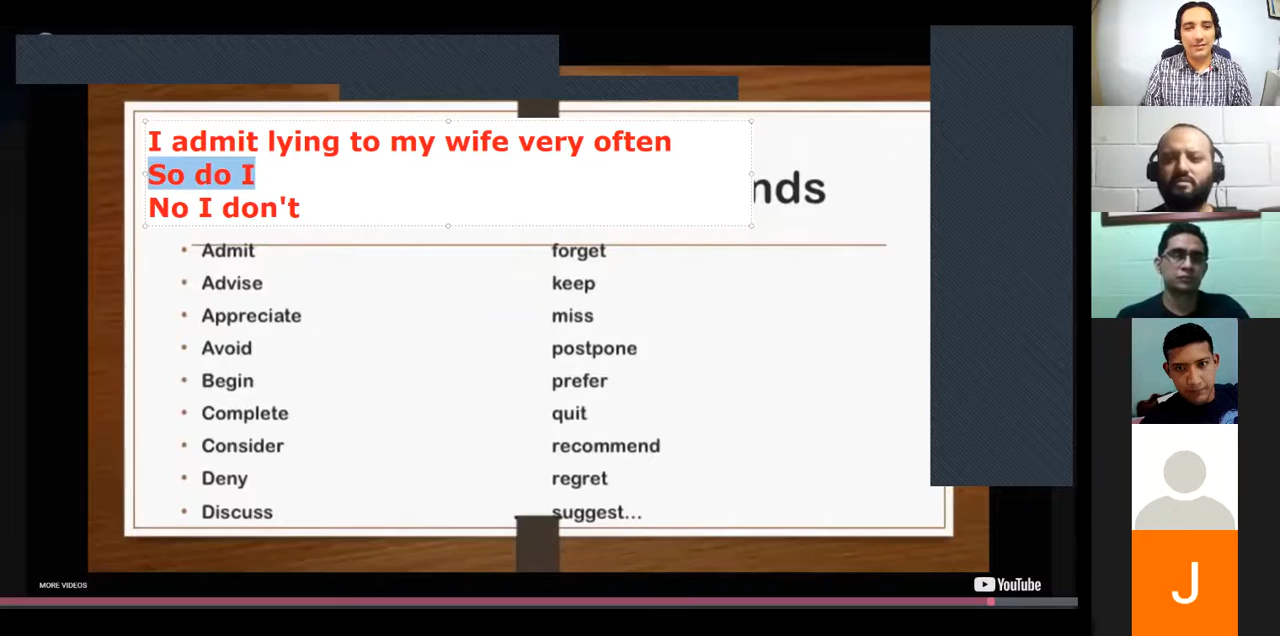 I admit lying to my wife very often
So do I
No I don't
nds
• Admit
• Advise
• Appreciate
• Avoid
• Begin
• Complete
• Consider
• Deny
• Discuss
forget
keep
miss
postpone
prefer
quit
recommend
regret
suggest...
MORE VIDEOS
YouTube
J